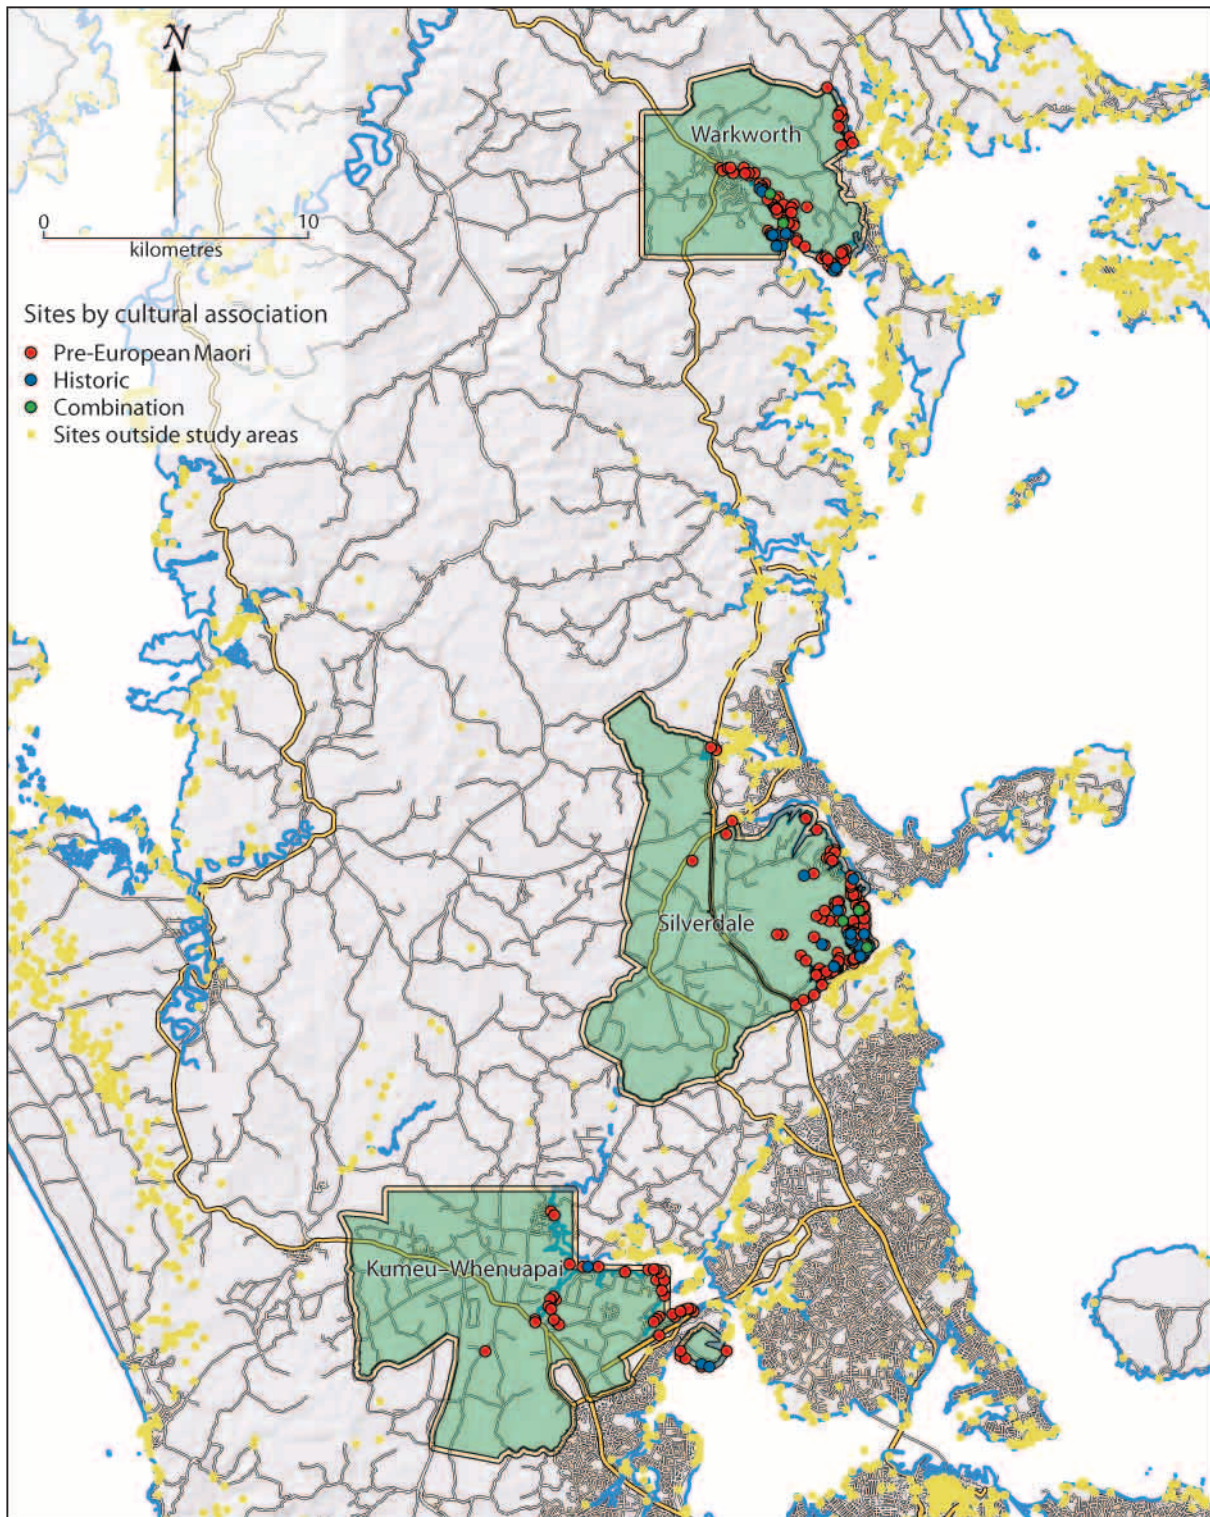 N
0 10
kilometres
Sites by cultural association
Pre-European Maori
Historic
Combination
Sites outside study areas
Warkworth
Silverdale
Kumeu–Whenuapai